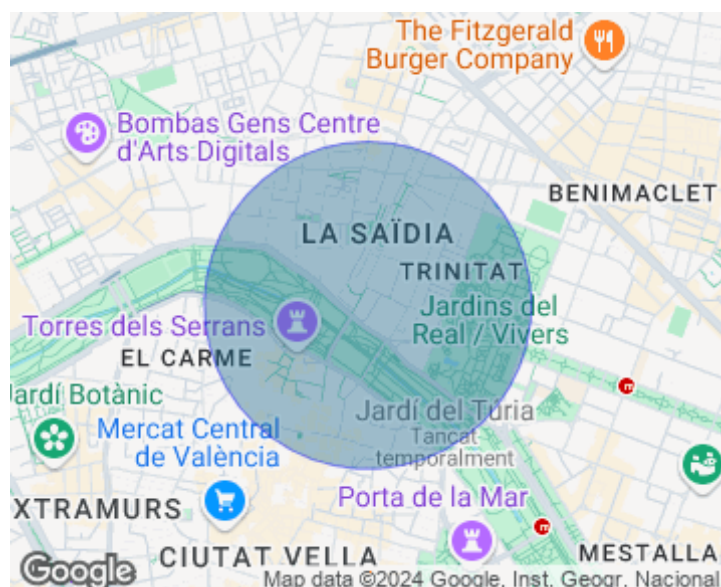 The Fitzgerald
Burger Company
Bombas Gens Centre
d'Arts Digitals
BENIMACLET
LA SAÏDIA
TRINITAT
Jardins del
Real / Vivers
Torres dels Serrans
EL CARME
Jardí Botànic
Jardí del Túria
Tancat
temporalment
Mercat Central
de València
XTRAMURS
Porta de la Mar
CIUTAT VELLA
MESTALLA
Google
Map data ©2024 Google, Inst. Geogr. Nacional